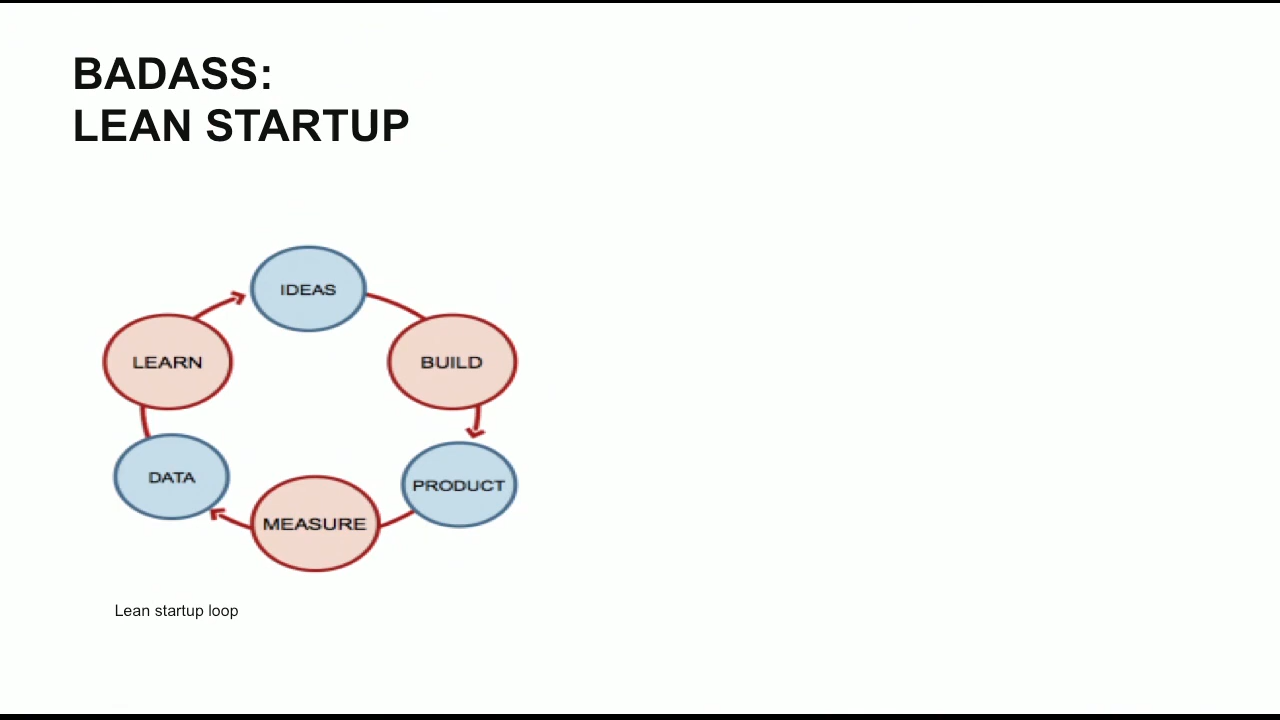 BADASS:
LEAN STARTUP
IDEAS
LEARN
BUILD
DATA
PRODUCT
MEASURE
Lean startup loop